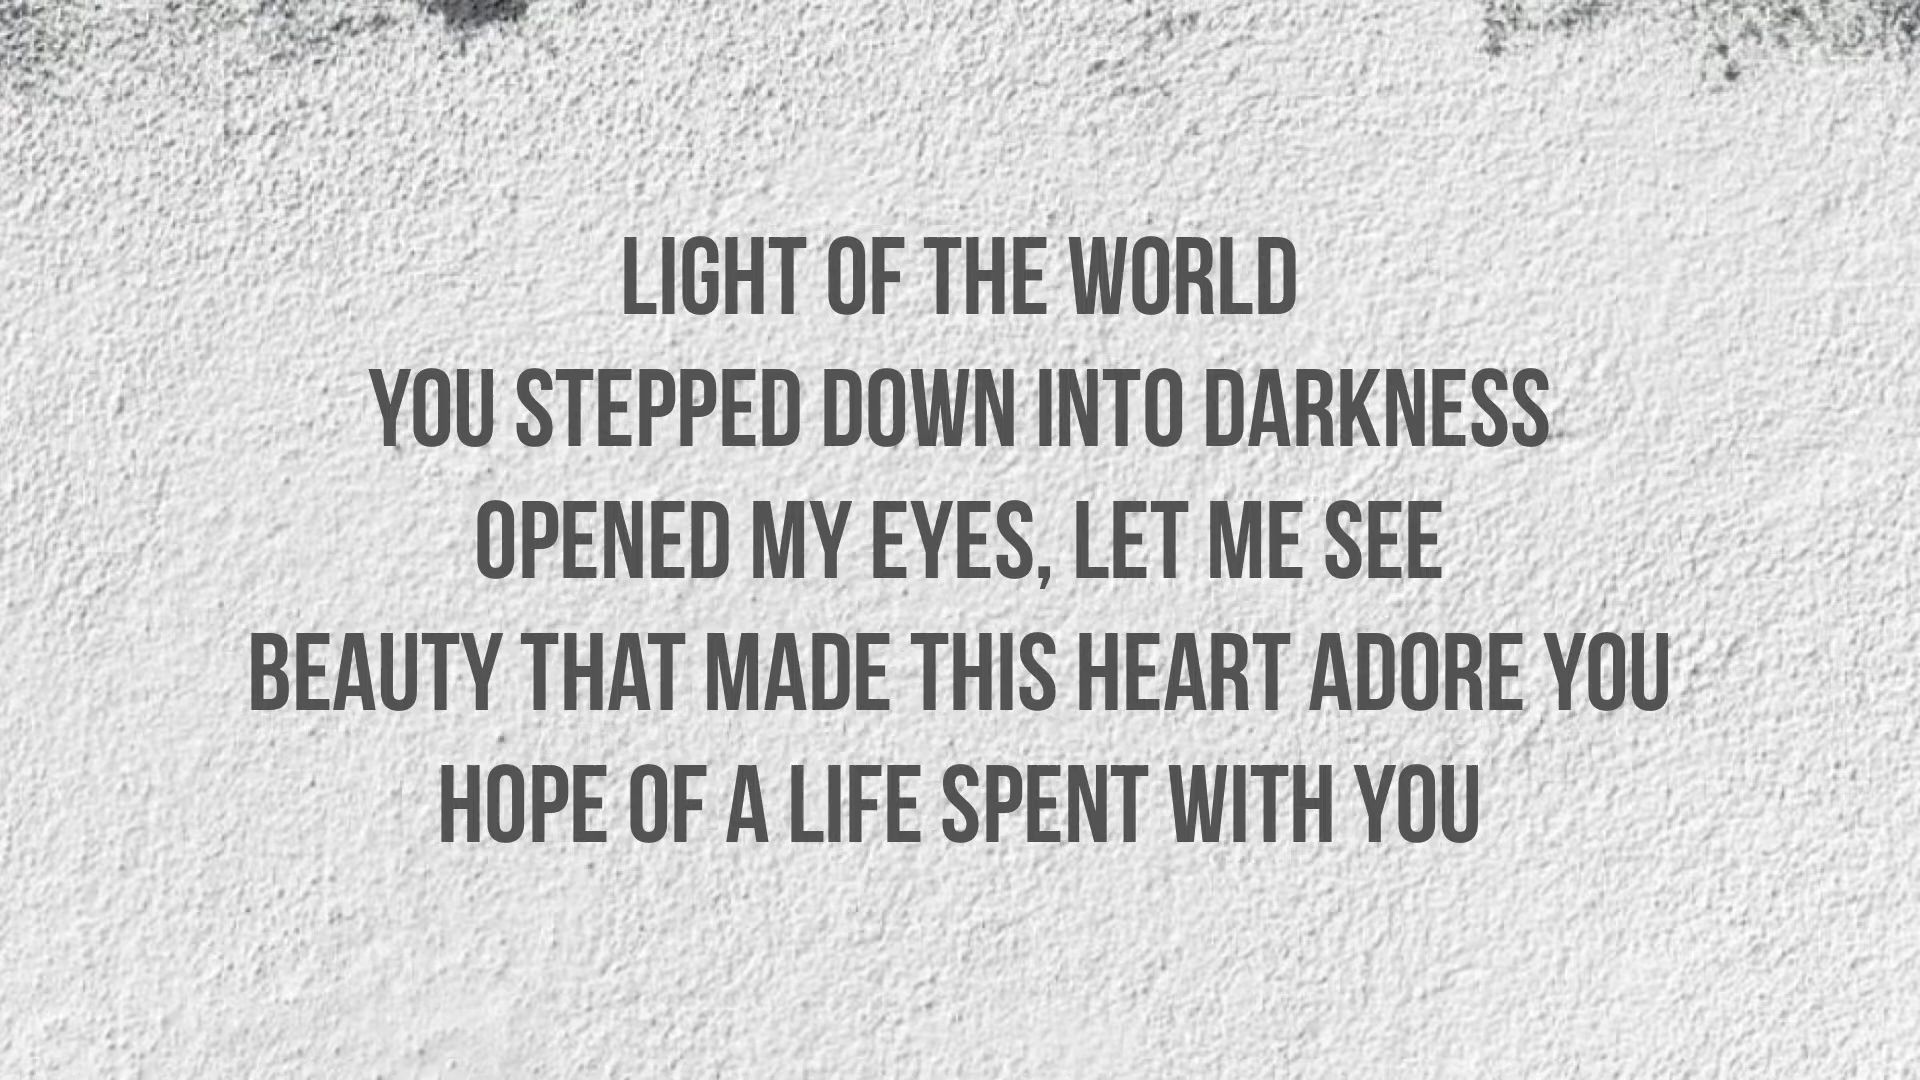 LIGHT OF THE WORLD
YOU STEPPED DOWN INTO DARKNESS
OPENED MY EYES, LET ME SEE
BEAUTY THAT MADE THIS HEART ADORE YOU
HOPE OF A LIFE SPENT WITH YOU